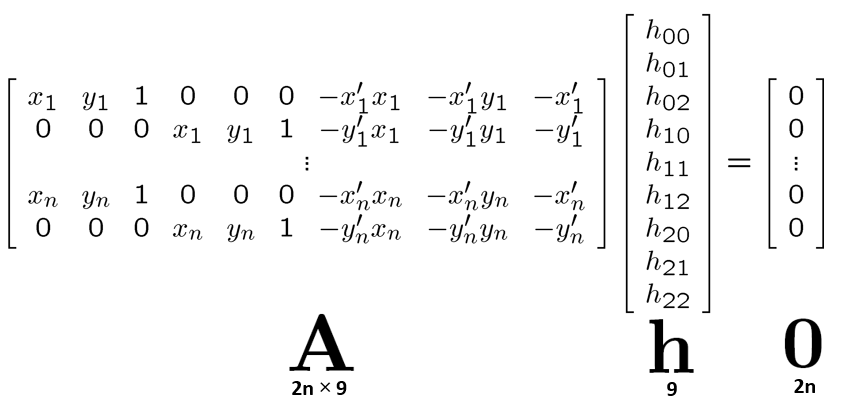 x₁ y₁ 1 0 0 0 −x′₁x₁ −x′₁y₁ −x′₁
0 0 0 x₁ y₁ 1 −y′₁x₁ −y′₁y₁ −y′₁
⋮
xₙ yₙ 1 0 0 0 −x′ₙxₙ −x′ₙyₙ −x′ₙ
0 0 0 xₙ yₙ 1 −y′ₙxₙ −y′ₙyₙ −y′ₙ
h₀₀
h₀₁
h₀₂
h₁₀
h₁₁
h₁₂
h₂₀
h₂₁
h₂₂
=
0
0
⋮
0
0
A h 0
2n × 9 9 2n